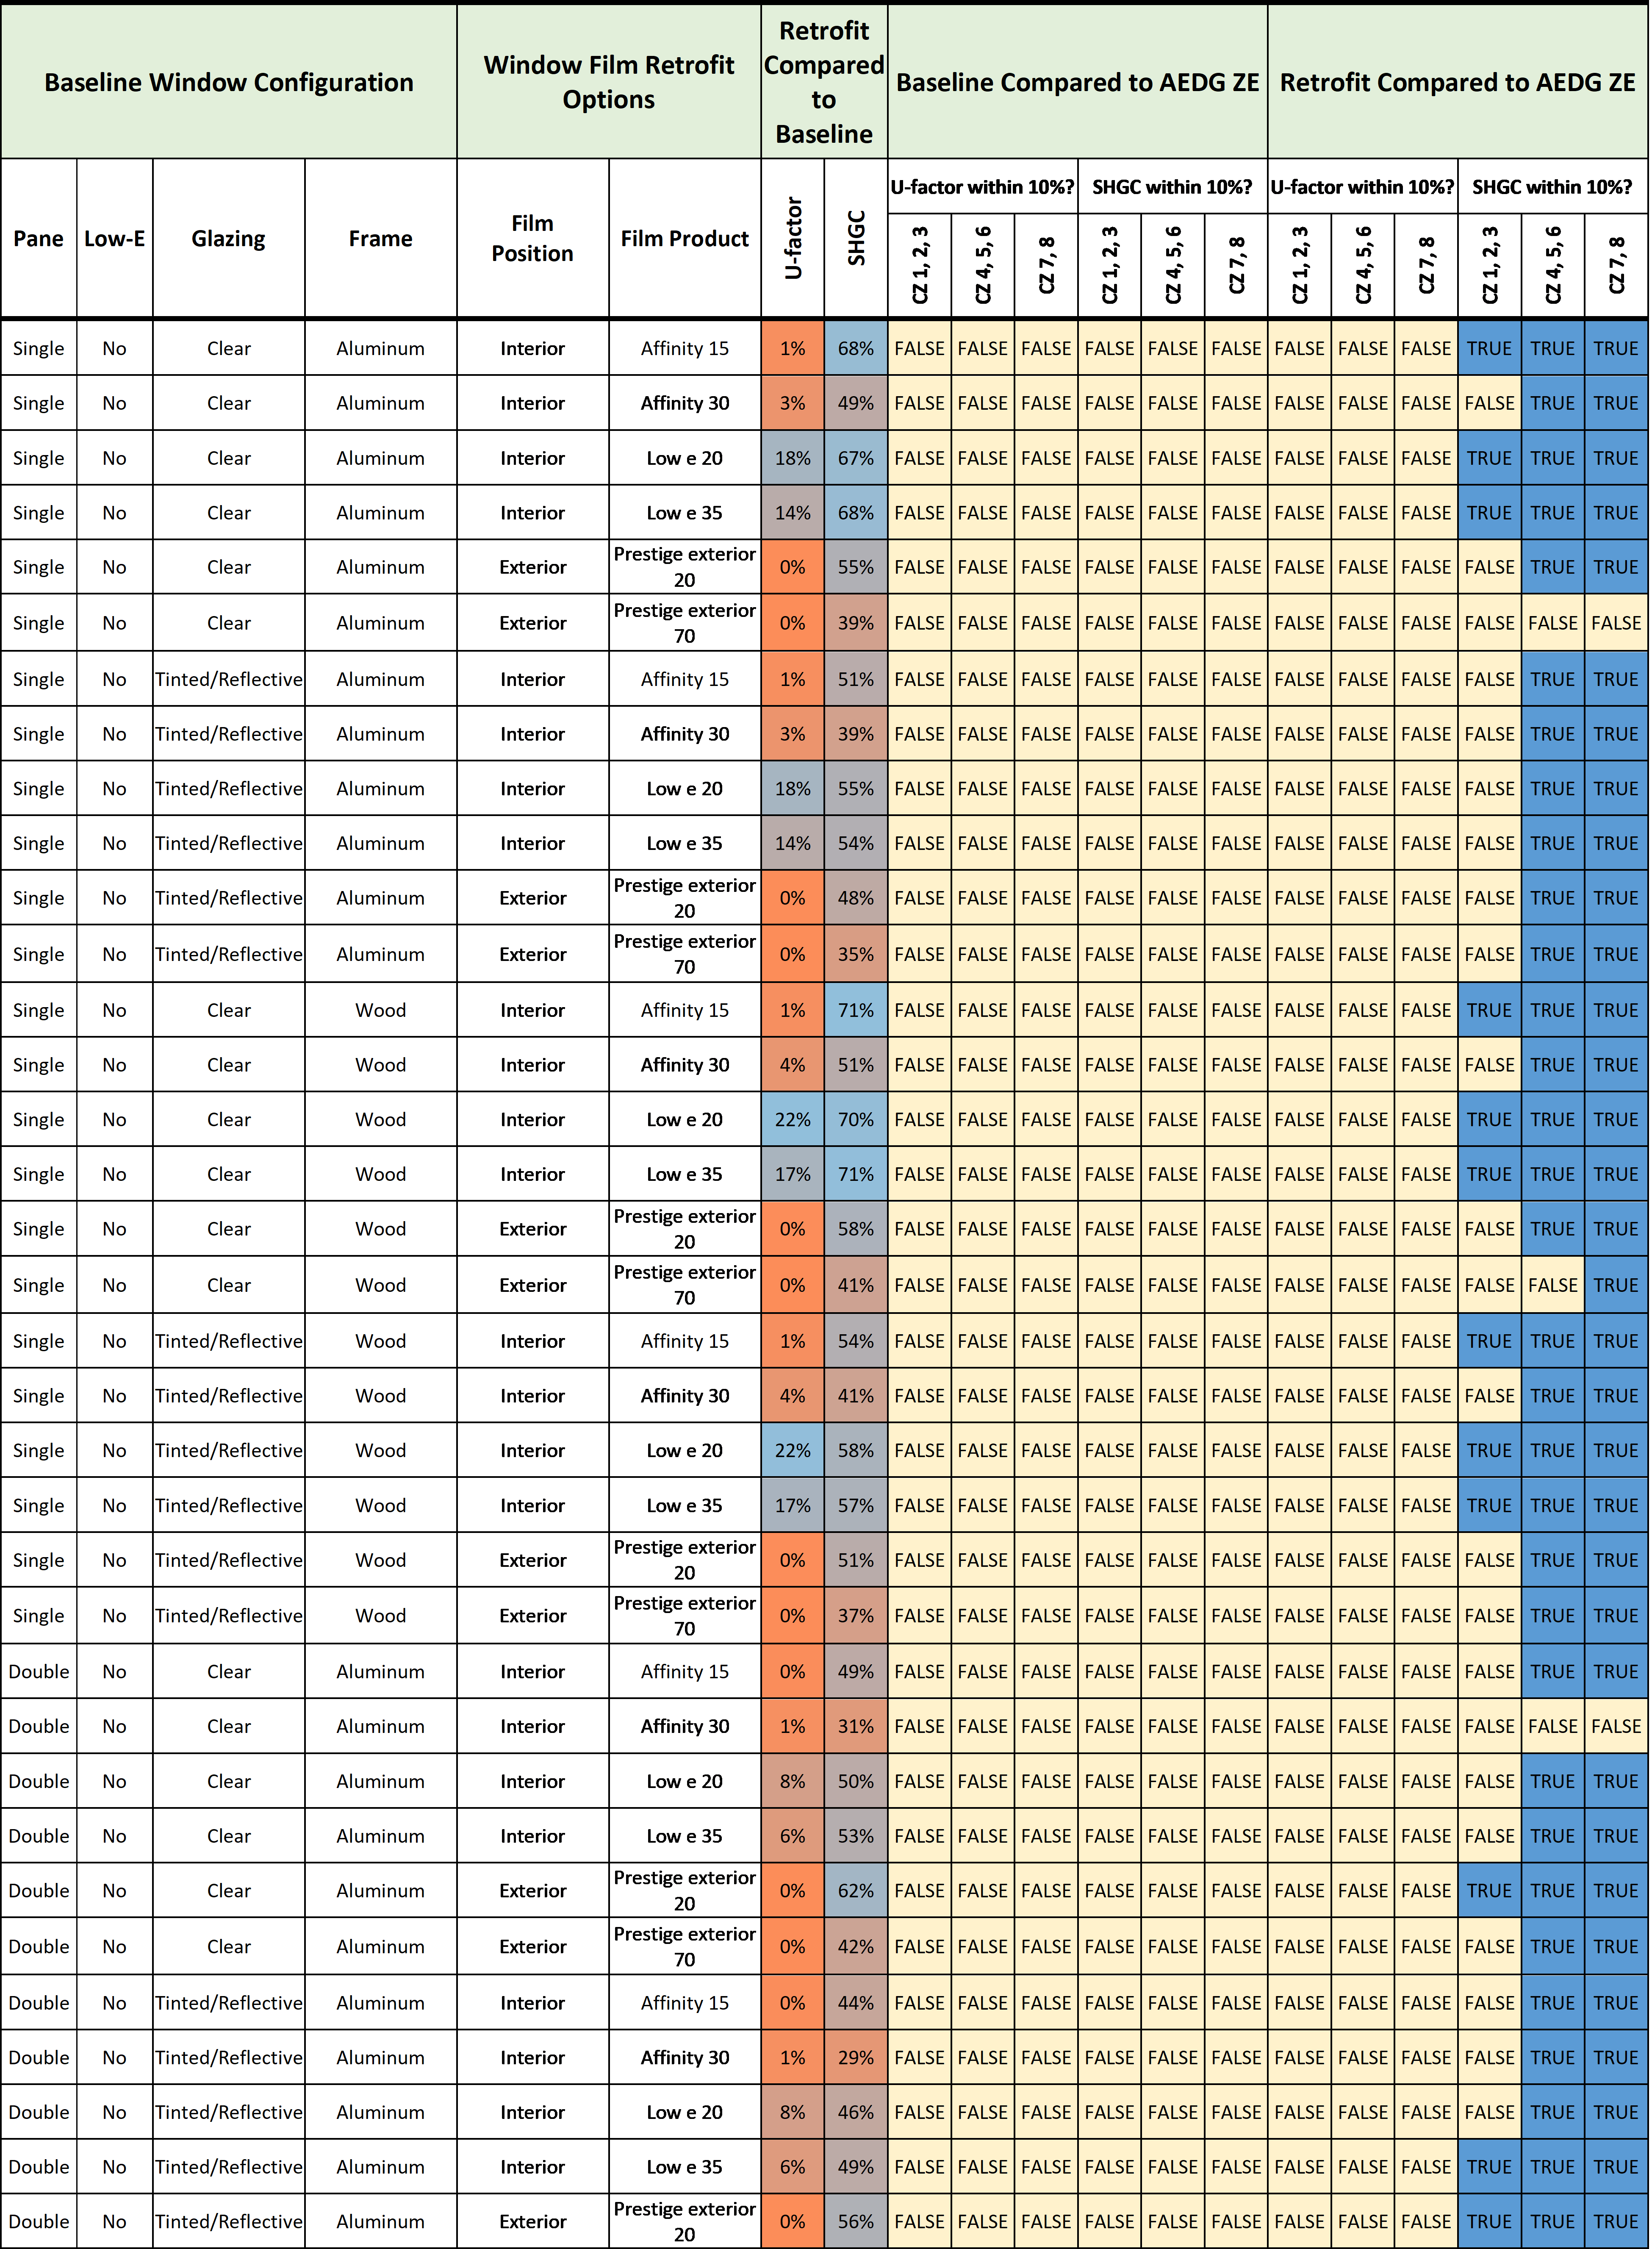 Baseline Window Configuration
Window Film Retrofit
Options
Retrofit
Compared
to
Baseline
Baseline Compared to AEDG ZE
Retrofit Compared to AEDG ZE
Pane Low-E Glazing Frame Film Position Film Product U-factor SHGC
U-factor within 10%? SHGC within 10%? U-factor within 10%? SHGC within 10%?
CZ 1, 2, 3 CZ 4, 5, 6 CZ 7, 8 CZ 1, 2, 3 CZ 4, 5, 6 CZ 7, 8 CZ 1, 2, 3 CZ 4, 5, 6 CZ 7, 8 CZ 1, 2, 3 CZ 4, 5, 6 CZ 7, 8
Single No Clear Aluminum Interior Affinity 15 1% 68% FALSE FALSE FALSE FALSE FALSE FALSE FALSE FALSE FALSE TRUE TRUE TRUE
Single No Clear Aluminum Interior Affinity 30 3% 49% FALSE FALSE FALSE FALSE FALSE FALSE FALSE FALSE FALSE FALSE TRUE TRUE
Single No Clear Aluminum Interior Low e 20 18% 67% FALSE FALSE FALSE FALSE FALSE FALSE FALSE FALSE FALSE TRUE TRUE TRUE
Single No Clear Aluminum Interior Low e 35 14% 68% FALSE FALSE FALSE FALSE FALSE FALSE FALSE FALSE FALSE TRUE TRUE TRUE
Single No Clear Aluminum Exterior Prestige exterior 20 0% 55% FALSE FALSE FALSE FALSE FALSE FALSE FALSE FALSE FALSE FALSE TRUE TRUE
Single No Clear Aluminum Exterior Prestige exterior 70 0% 39% FALSE FALSE FALSE FALSE FALSE FALSE FALSE FALSE FALSE FALSE FALSE FALSE
Single No Tinted/Reflective Aluminum Interior Affinity 15 1% 51% FALSE FALSE FALSE FALSE FALSE FALSE FALSE FALSE FALSE FALSE TRUE TRUE
Single No Tinted/Reflective Aluminum Interior Affinity 30 3% 39% FALSE FALSE FALSE FALSE FALSE FALSE FALSE FALSE FALSE FALSE TRUE TRUE
Single No Tinted/Reflective Aluminum Interior Low e 20 18% 55% FALSE FALSE FALSE FALSE FALSE FALSE FALSE FALSE FALSE FALSE TRUE TRUE
Single No Tinted/Reflective Aluminum Interior Low e 35 14% 54% FALSE FALSE FALSE FALSE FALSE FALSE FALSE FALSE FALSE FALSE TRUE TRUE
Single No Tinted/Reflective Aluminum Exterior Prestige exterior 20 0% 48% FALSE FALSE FALSE FALSE FALSE FALSE FALSE FALSE FALSE FALSE TRUE TRUE
Single No Tinted/Reflective Aluminum Exterior Prestige exterior 70 0% 35% FALSE FALSE FALSE FALSE FALSE FALSE FALSE FALSE FALSE FALSE TRUE TRUE
Single No Clear Wood Interior Affinity 15 1% 71% FALSE FALSE FALSE FALSE FALSE FALSE FALSE FALSE FALSE TRUE TRUE TRUE
Single No Clear Wood Interior Affinity 30 4% 51% FALSE FALSE FALSE FALSE FALSE FALSE FALSE FALSE FALSE FALSE TRUE TRUE
Single No Clear Wood Interior Low e 20 22% 70% FALSE FALSE FALSE FALSE FALSE FALSE FALSE FALSE FALSE TRUE TRUE TRUE
Single No Clear Wood Interior Low e 35 17% 71% FALSE FALSE FALSE FALSE FALSE FALSE FALSE FALSE FALSE TRUE TRUE TRUE
Single No Clear Wood Exterior Prestige exterior 20 0% 58% FALSE FALSE FALSE FALSE FALSE FALSE FALSE FALSE FALSE FALSE TRUE TRUE
Single No Clear Wood Exterior Prestige exterior 70 0% 41% FALSE FALSE FALSE FALSE FALSE FALSE FALSE FALSE FALSE FALSE FALSE TRUE
Single No Tinted/Reflective Wood Interior Affinity 15 1% 54% FALSE FALSE FALSE FALSE FALSE FALSE FALSE FALSE FALSE TRUE TRUE TRUE
Single No Tinted/Reflective Wood Interior Affinity 30 4% 41% FALSE FALSE FALSE FALSE FALSE FALSE FALSE FALSE FALSE FALSE TRUE TRUE
Single No Tinted/Reflective Wood Interior Low e 20 22% 58% FALSE FALSE FALSE FALSE FALSE FALSE FALSE FALSE FALSE TRUE TRUE TRUE
Single No Tinted/Reflective Wood Interior Low e 35 17% 57% FALSE FALSE FALSE FALSE FALSE FALSE FALSE FALSE FALSE TRUE TRUE TRUE
Single No Tinted/Reflective Wood Exterior Prestige exterior 20 0% 51% FALSE FALSE FALSE FALSE FALSE FALSE FALSE FALSE FALSE FALSE TRUE TRUE
Single No Tinted/Reflective Wood Exterior Prestige exterior 70 0% 37% FALSE FALSE FALSE FALSE FALSE FALSE FALSE FALSE FALSE FALSE TRUE TRUE
Double No Clear Aluminum Interior Affinity 15 0% 49% FALSE FALSE FALSE FALSE FALSE FALSE FALSE FALSE FALSE FALSE TRUE TRUE
Double No Clear Aluminum Interior Affinity 30 1% 31% FALSE FALSE FALSE FALSE FALSE FALSE FALSE FALSE FALSE FALSE FALSE FALSE
Double No Clear Aluminum Interior Low e 20 8% 50% FALSE FALSE FALSE FALSE FALSE FALSE FALSE FALSE FALSE FALSE TRUE TRUE
Double No Clear Aluminum Interior Low e 35 6% 53% FALSE FALSE FALSE FALSE FALSE FALSE FALSE FALSE FALSE FALSE TRUE TRUE
Double No Clear Aluminum Exterior Prestige exterior 20 0% 62% FALSE FALSE FALSE FALSE FALSE FALSE FALSE FALSE FALSE TRUE TRUE TRUE
Double No Clear Aluminum Exterior Prestige exterior 70 0% 42% FALSE FALSE FALSE FALSE FALSE FALSE FALSE FALSE FALSE FALSE TRUE TRUE
Double No Tinted/Reflective Aluminum Interior Affinity 15 0% 44% FALSE FALSE FALSE FALSE FALSE FALSE FALSE FALSE FALSE FALSE TRUE TRUE
Double No Tinted/Reflective Aluminum Interior Affinity 30 1% 29% FALSE FALSE FALSE FALSE FALSE FALSE FALSE FALSE FALSE FALSE TRUE TRUE
Double No Tinted/Reflective Aluminum Interior Low e 20 8% 46% FALSE FALSE FALSE FALSE FALSE FALSE FALSE FALSE FALSE FALSE TRUE TRUE
Double No Tinted/Reflective Aluminum Interior Low e 35 6% 49% FALSE FALSE FALSE FALSE FALSE FALSE FALSE FALSE FALSE TRUE TRUE TRUE
Double No Tinted/Reflective Aluminum Exterior Prestige exterior 20 0% 56% FALSE FALSE FALSE FALSE FALSE FALSE FALSE FALSE FALSE TRUE TRUE TRUE